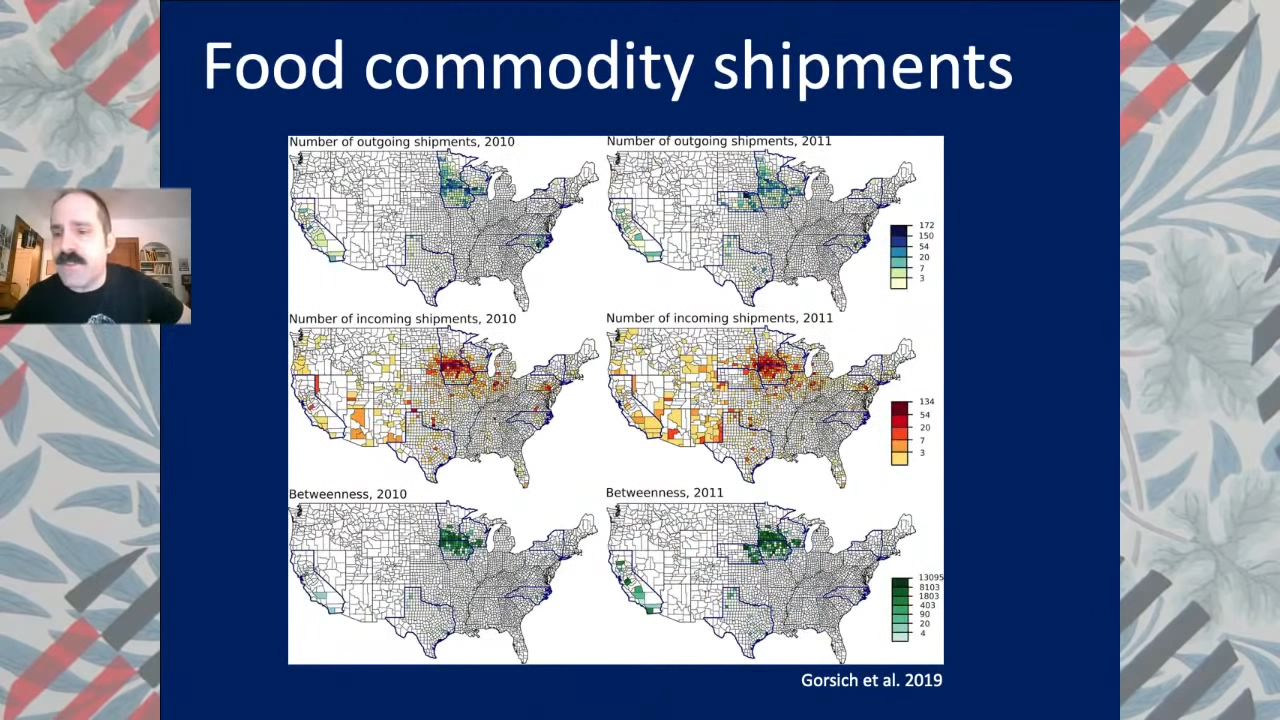 Food commodity shipments
Number of outgoing shipments, 2010
Number of outgoing shipments, 2011
172
150
54
20
7
3
Number of incoming shipments, 2010
Number of incoming shipments, 2011
134
54
20
7
3
Betweenness, 2010
Betweenness, 2011
13095
8103
1803
403
90
20
4
Gorsich et al. 2019